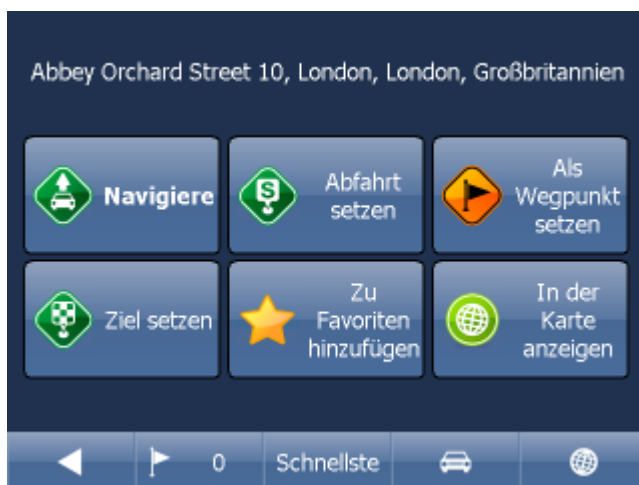 Abbey Orchard Street 10, London, London, Großbritannien
Navigiere
S
Abfahrt
setzen
Als
Wegpunkt
setzen
Ziel setzen
Zu
Favoriten
hinzufügen
In der
Karte
anzeigen
0
Schnellste